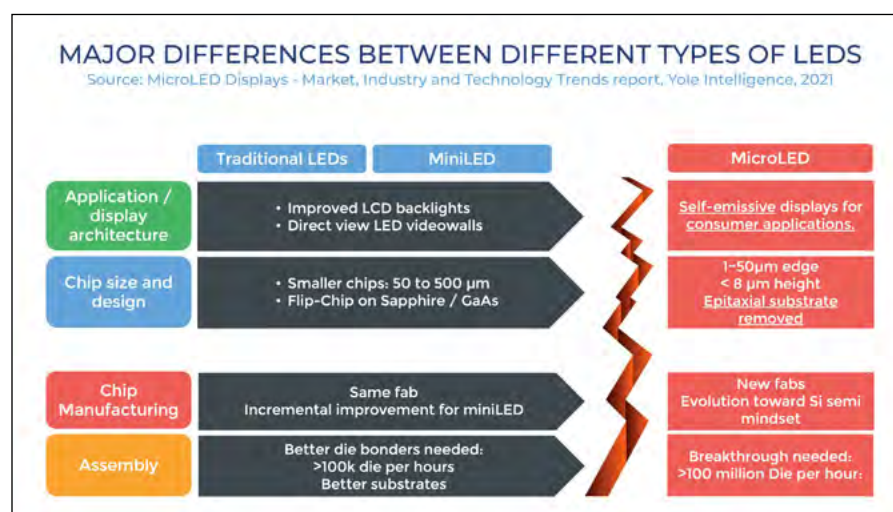 MAJOR DIFFERENCES BETWEEN DIFFERENT TYPES OF LEDS
Source: MicroLED Displays - Market, Industry and Technology Trends report, Yole Intelligence, 2021
Traditional LEDs
MiniLED
MicroLED
Application /
display
architecture
• Improved LCD backlights
• Direct view LED videowalls
Self-emissive displays for
consumer applications.
Chip size and
design
• Smaller chips: 50 to 500 µm
• Flip-Chip on Sapphire / GaAs
1-50µm edge
< 8 µm height
Epitaxial substrate
removed
Chip
Manufacturing
Same fab
Incremental improvement for miniLED
New fabs
Evolution toward Si semi
mindset
Assembly
Better die bonders needed:
>100k die per hours
Better substrates
Breakthrough needed:
>100 million Die per hour: